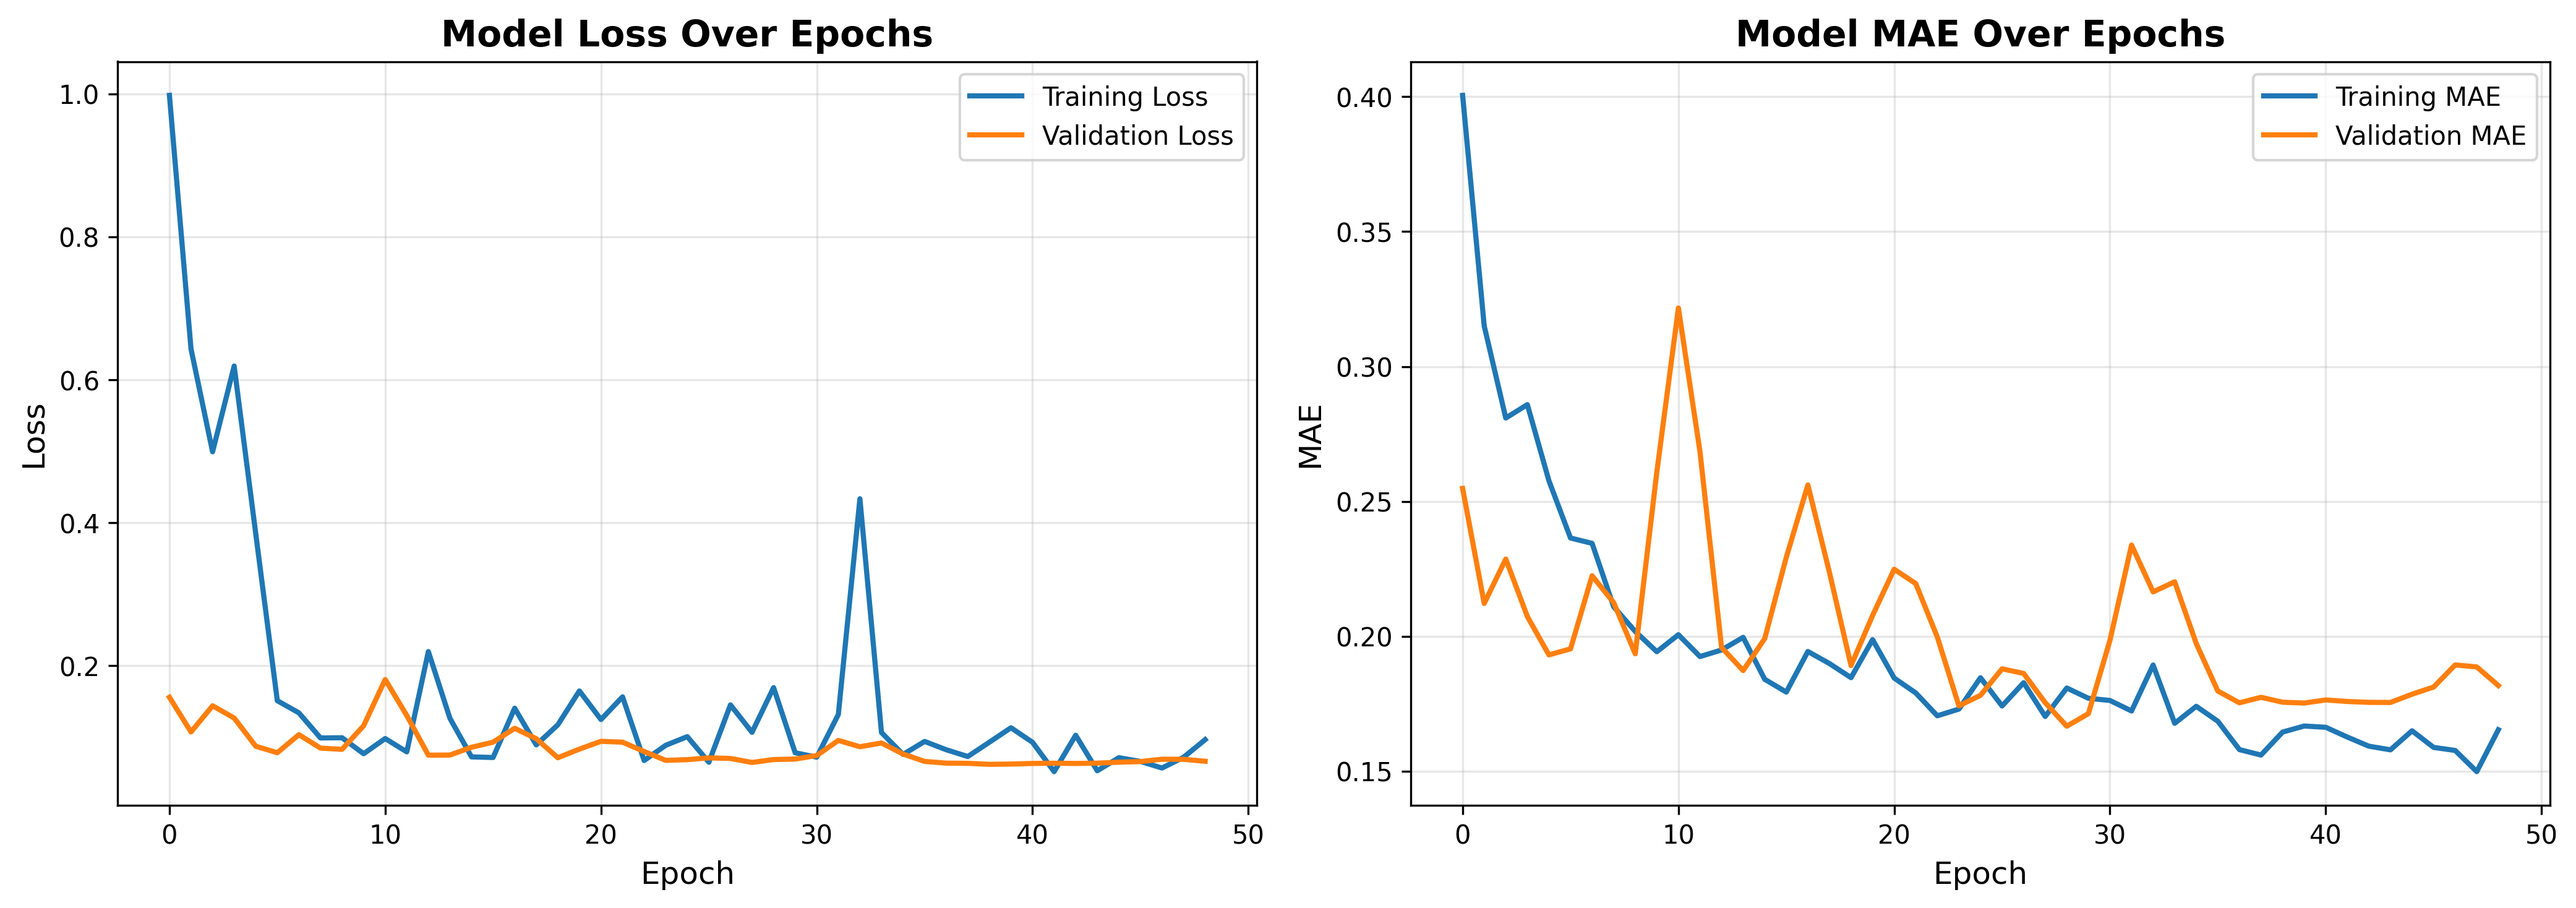 Model Loss Over Epochs
1.0
0.8
0.6
0.4
0.2
Loss
0
10
20
30
40
50
Epoch
Training Loss
Validation Loss
Model MAE Over Epochs
0.40
0.35
0.30
0.25
0.20
0.15
MAE
0
10
20
30
40
50
Epoch
Training MAE
Validation MAE